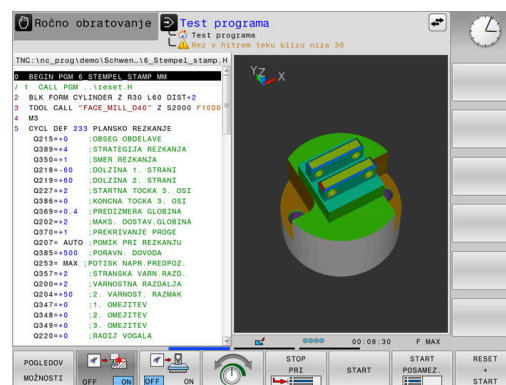 Ročno obratovanje
Test programa
Test programa
Rez v hitrem teku blizu niza 36
TNC:\nc_prog\demo\Schwen…\6_Stempel_stamp.H
0 BEGIN PGM 6_STEMPEL_STAMP MM
/ 1 CALL PGM ..\reset.H
2 BLK FORM CYLINDER Z R30 L60 DIST+2
3 TOOL CALL "FACE_MILL_D40" Z S2000 F1000
4 M3
5 CYCL DEF 233 PLANSKO REZKANJE
Q215=+0 ;OBSEG OBDELAVE
Q389=+4 ;STRATEGIJA REZKANJA
Q350=+1 ;SMER REZKANJA
Q218=-60 ;DOLZINA 1. STRANI
Q219=+60 ;DOLZINA 2. STRANI
Q227=+2 ;STARTNA TOCKA 3. OSI
Q386=+0 ;KONCNA TOCKA 3. OSI
Q369=+0.4 ;PREDIZMERA GLOBINA
Q202=+2 ;MAKS. DOSTAV.GLOBINA
Q370=+1 ;PREKRIVANJE PROGE
Q207= AUTO ;POMIK PRI REZKANJU
Q385=+500 ;PORAVN. DOVODA
Q253= MAX ;POTISK NAPR.PREDPOZ.
Q357=+2 ;STRANSKA VARN.RAZD.
Q200=+2 ;VARNOSTNA RAZDALJA
Q204=+50 ;2. VARNOST. RAZMAK
Q347=+0 ;1. OMEJITEV
Q348=+0 ;2. OMEJITEV
Q349=+0 ;3. OMEJITEV
Q220=+0 ;RADIJ VOGALA
Y Z X
00:08:30 F MAX
POGLEDOV
MOŽNOSTI
OFF ON
OFF ON
STOP
PRI
START
START
POSAMEZ.
RESET
+
START